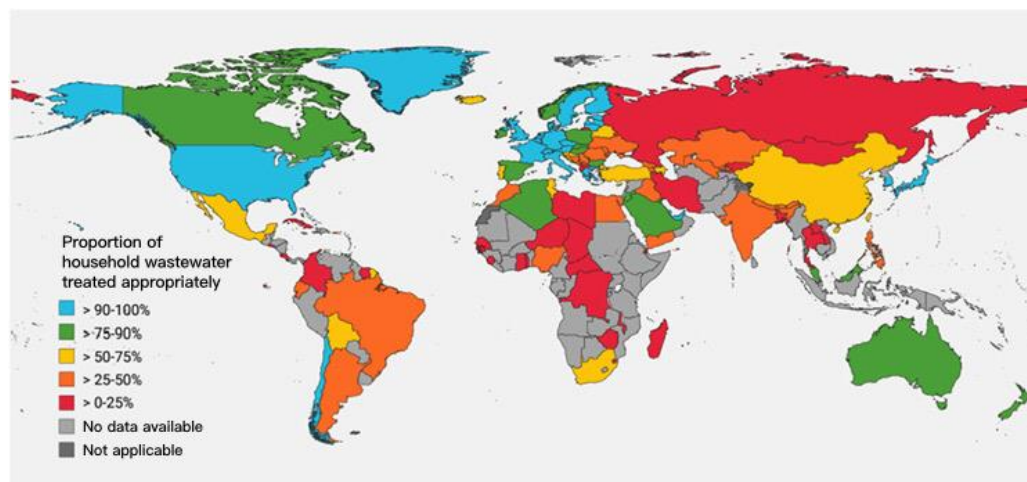 Proportion of
household wastewater
treated appropriately
> 90-100%
>75-90%
> 50-75%
> 25-50%
> 0-25%
No data available
Not applicable